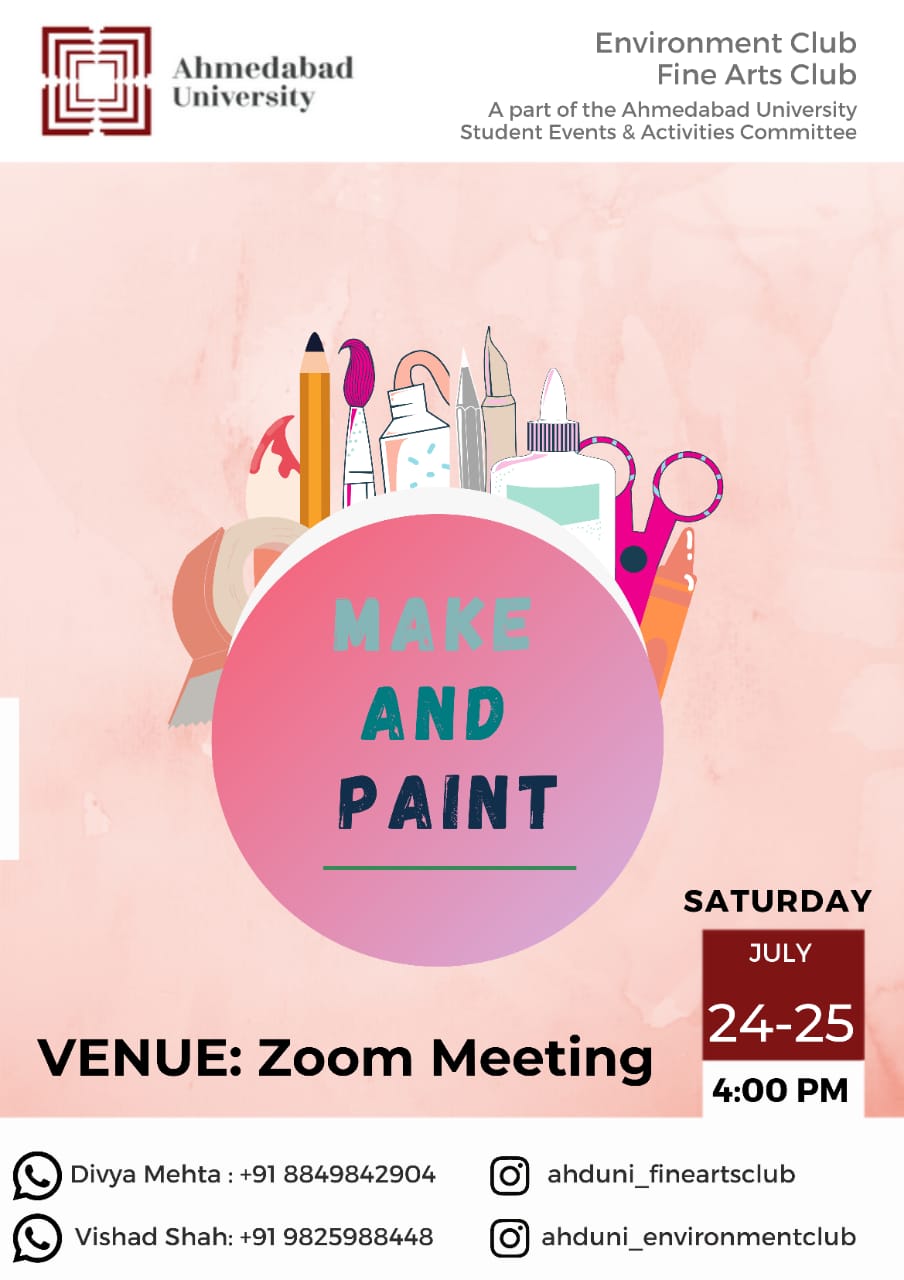 Ahmedabad
University
Environment Club
Fine Arts Club
A part of the Ahmedabad University
Student Events & Activities Committee
MAKE
AND
PAINT
SATURDAY
JULY
24-25
4:00 PM
VENUE: Zoom Meeting
Divya Mehta : +91 8849842904
ahduni_fineartsclub
Vishad Shah: +91 9825988448
ahduni_environmentclub